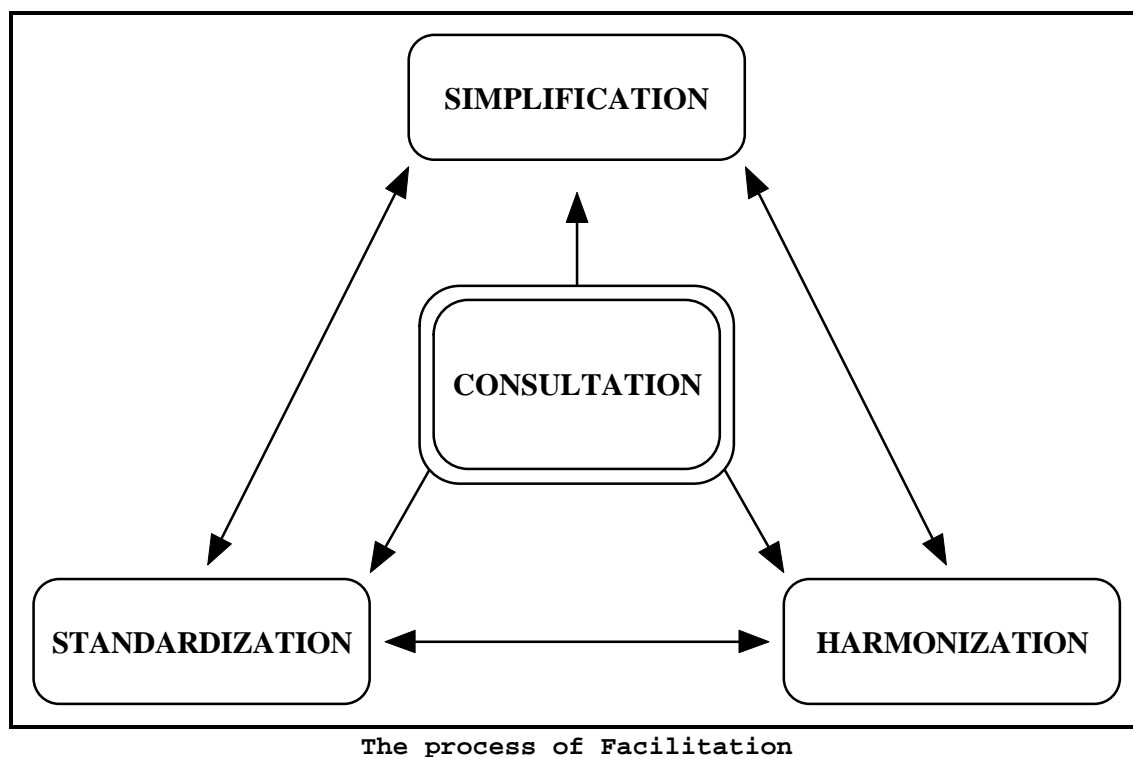 SIMPLIFICATION
CONSULTATION
STANDARDIZATION
HARMONIZATION
The process of Facilitation